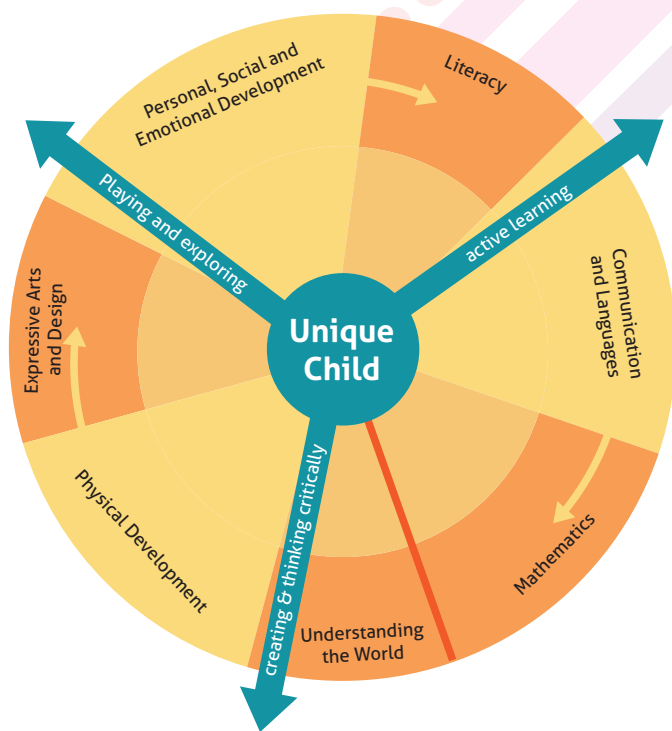 Personal, Social and
Emotional Development
Literacy
Playing and exploring
active learning
Communication
and Languages
Expressive Arts
and Design
Unique
Child
Mathematics
Physical Development
creating & thinking critically
Understanding
the World